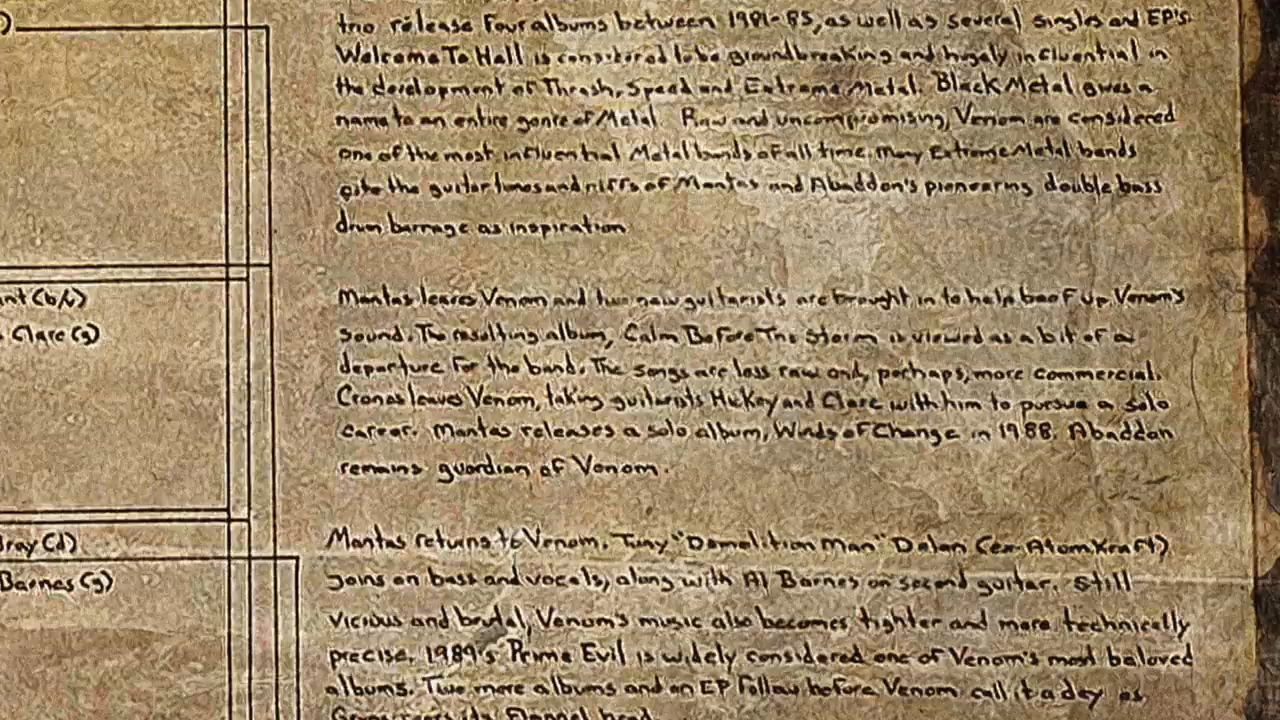 )
trio release four albums between 1981-85, as well as several singles and EP's.
Welcome To Hell is considered to be groundbreaking and hugely influential in
the development of Thrash, Speed and Extreme Metal. Black Metal gives a
name to an entire genre of Metal. Raw and uncompromising, Venom are considered
one of the most influential Metal bands of all time. Many Extreme Metal bands
cite the guitar tones and riffs of Mantas and Abaddon's pioneering double bass
drum barrage as inspiration.
nt (b/v)
Clare (g)
Mantas leaves Venom and two new guitarists are brought in to help beef up Venom's
sound. The resulting album, Calm Before The Storm is viewed as a bit of a
departure for the band. The songs are less raw and, perhaps, more commercial.
Cronos leaves Venom, taking guitarists Hickey and Clare with him to pursue a solo
career. Mantas releases a solo album, Winds of Change in 1988. Abaddon
remains guardian of Venom.
ray (d)
Barnes (g)
Mantas returns to Venom. Tony "Demolition Man" Dolan (ex-Atomkraft)
joins on bass and vocals, along with Al Barnes on second guitar. Still
vicious and brutal, Venom's music also becomes tighter and more technically
precise. 1989's Prime Evil is widely considered one of Venom's most beloved
albums. Two more albums and an EP follow before Venom call it a day as